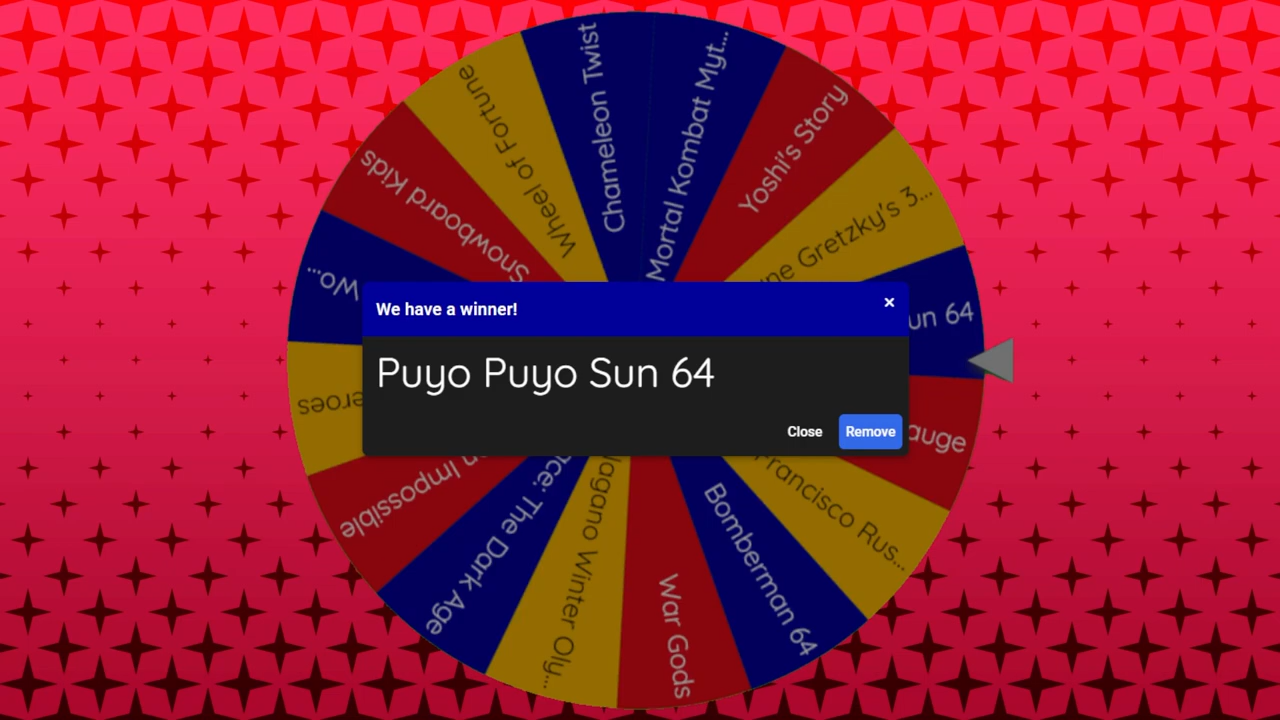 Chameleon Twist
Mortal Kombat Myt...
Yoshi's Story
ne Gretzky's 3...
un 64
auge
Francisco Rus...
Bomberman 64
War Gods
Nagano Winter Oly...
nce: The Dark Age
n Impossible
eroes
Wo...
Snowboard Kids
Wheel of Fortune
We have a winner!
×
Puyo Puyo Sun 64
Close
Remove